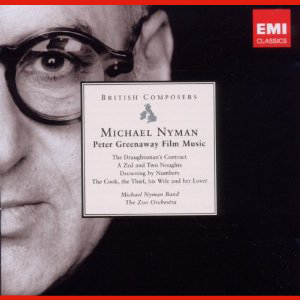 EMI
CLASSICS
BRITISH COMPOSERS
MICHAEL NYMAN
Peter Greenaway Film Music
The Draughtsman's Contract
A Zed and Two Noughts
Drowning by Numbers
The Cook, the Thief, his Wife and her Lover
Michael Nyman Band
The Zoo Orchestra